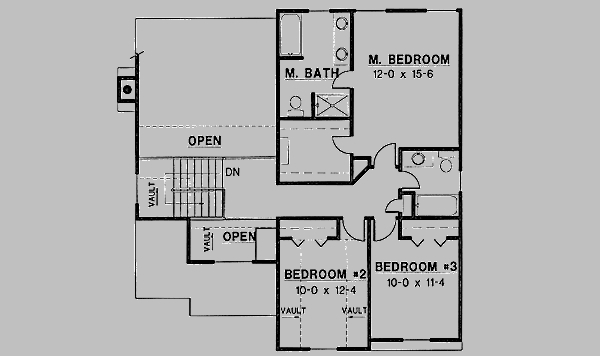 M. BEDROOM
12-0 x 15-6
M. BATH
OPEN
DN
VAULT
VAULT
OPEN
BEDROOM #2
10-0 x 12-4
BEDROOM #3
10-0 x 11-4
VAULT
VAULT